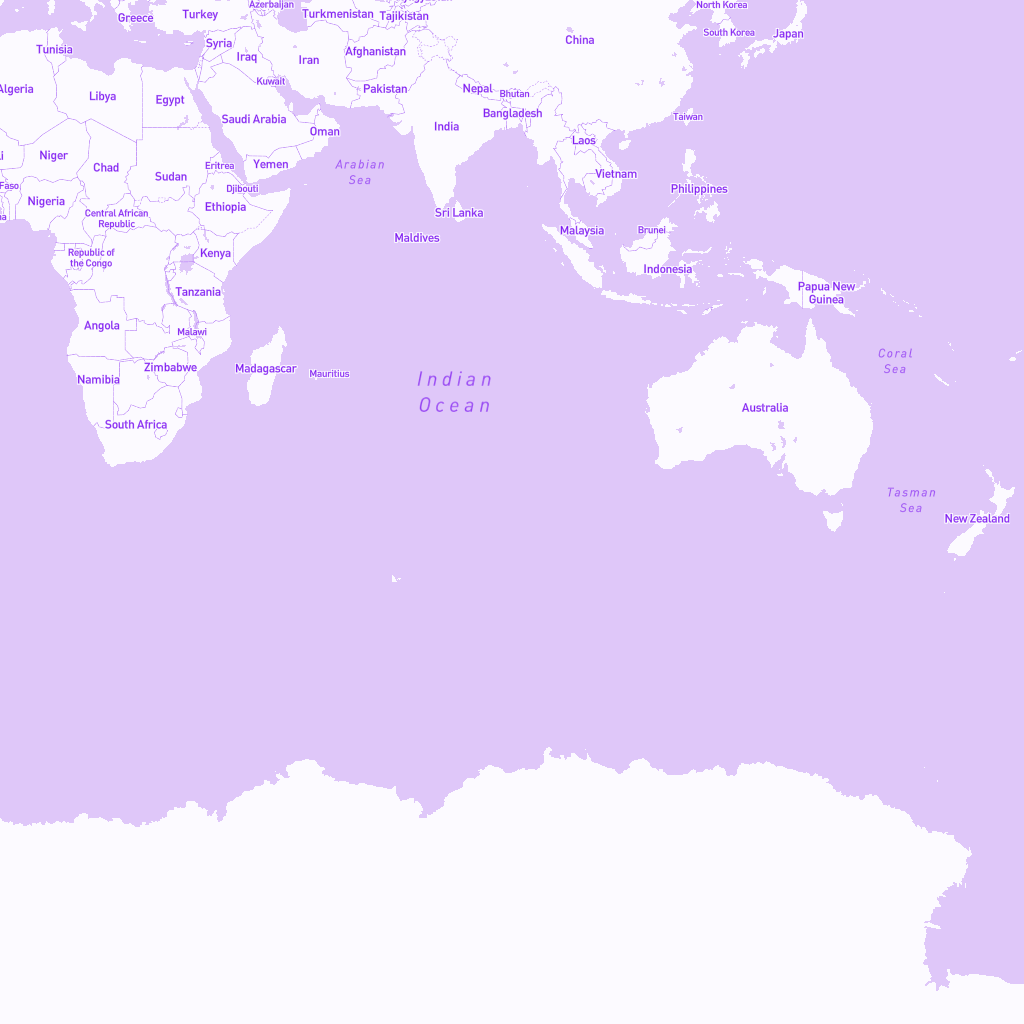 Azerbaijan
North Korea
Greece
Turkey
Turkmenistan
Tajikistan
South Korea
Japan
Tunisia
Syria
Iraq
Iran
Afghanistan
China
Algeria
Libya
Egypt
Kuwait
Pakistan
Nepal
Bhutan
Saudi Arabia
Oman
India
Bangladesh
Taiwan
Laos
Niger
Chad
Sudan
Eritrea
Yemen
Arabian
Sea
Vietnam
Philippines
Faso
Nigeria
Djibouti
Ethiopia
Central African
Republic
Sri Lanka
Maldives
Malaysia
Brunei
Republic of
the Congo
Kenya
Indonesia
Tanzania
Papua New
Guinea
Angola
Malawi
Zimbabwe
Namibia
Madagascar
Mauritius
Indian
Ocean
Coral
Sea
South Africa
Australia
Tasman
Sea
New Zealand